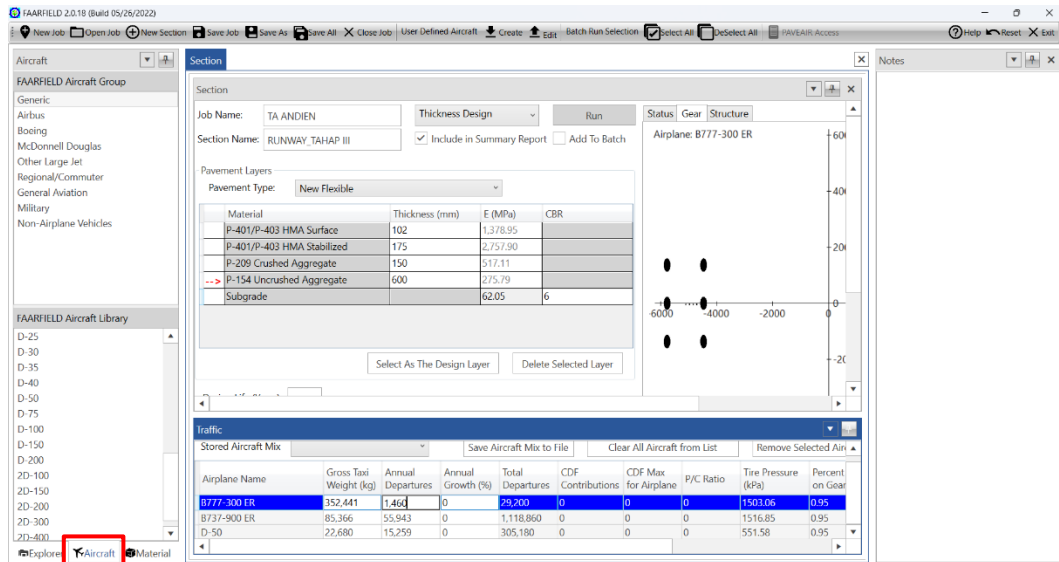 FAARFIELD 2.0.18 (Build 05/26/2022)
New Job Open Job New Section Save Job Save As Save All Close Job User Defined Aircraft Create Edit Batch Run Selection Select All DeSelect All PAVEAIR Access Help Reset Exit
Aircraft
FAARFIELD Aircraft Group
Generic
Airbus
Boeing
McDonnell Douglas
Other Large Jet
Regional/Commuter
General Aviation
Military
Non-Airplane Vehicles
FAARFIELD Aircraft Library
D-25
D-30
D-35
D-40
D-50
D-75
D-100
D-150
D-200
2D-100
2D-150
2D-200
2D-300
2D-400
Explorer Aircraft Material
Section
Section
Job Name: TA ANDIEN Thickness Design Run
Section Name: RUNWAY_TAHAP III Include in Summary Report Add To Batch
Pavement Layers
Pavement Type: New Flexible
Material Thickness (mm) E (MPa) CBR
P-401/P-403 HMA Surface 102 1,378.95
P-401/P-403 HMA Stabilized 175 2,757.90
P-209 Crushed Aggregate 150 517.11
--> P-154 Uncrushed Aggregate 600 275.79
Subgrade 62.05 6
Select As The Design Layer Delete Selected Layer
Status Gear Structure
Airplane: B777-300 ER
600
400
200
0
-6000 -4000 -2000 0
-20
Traffic
Stored Aircraft Mix Save Aircraft Mix to File Clear All Aircraft from List Remove Selected
Airplane Name Gross Taxi Weight (kg) Annual Departures Annual Growth (%) Total Departures CDF Contributions CDF Max for Airplane P/C Ratio Tire Pressure (kPa) Percent on Gear
B777-300 ER 352,441 1,460 0 29,200 0 0 0 1503.06 0.95
B737-900 ER 85,366 55,943 0 1,118,860 0 0 0 1516.85 0.95
D-50 22,680 15,259 0 305,180 0 0 0 551.58 0.95
Notes